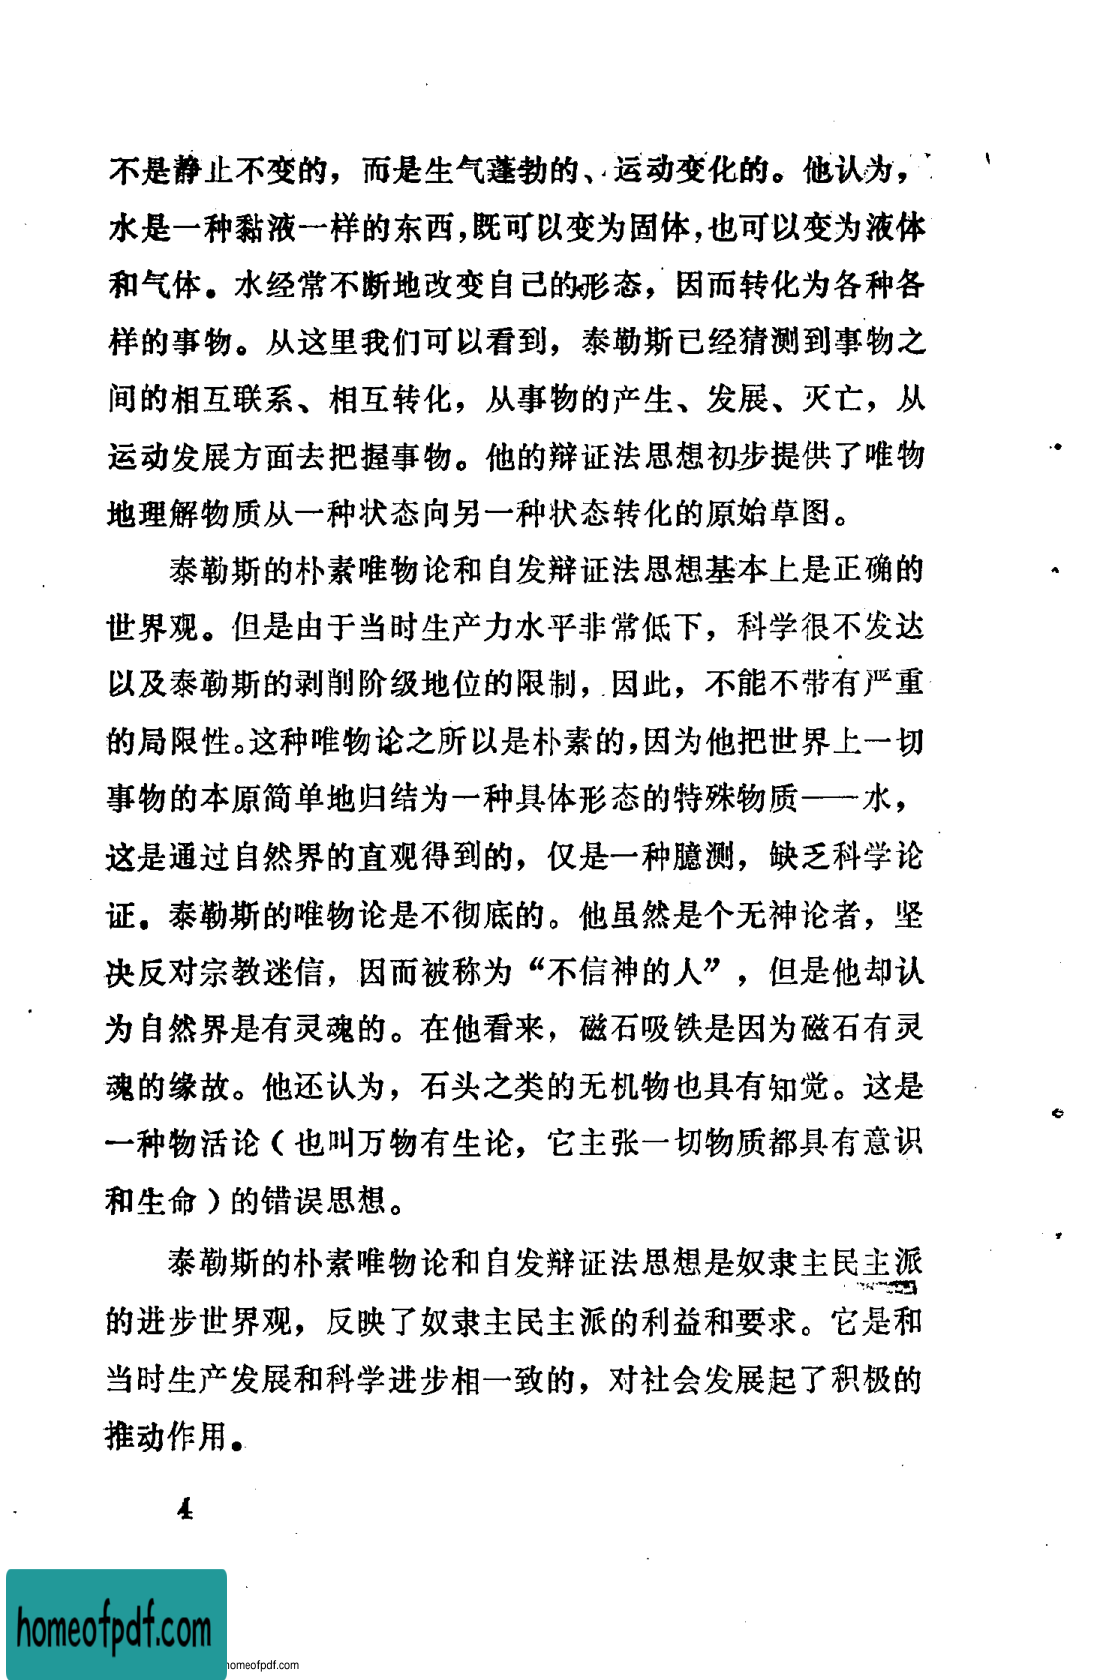 不是静止不变的，而是生气蓬勃的、运动变化的。他认为，
水是一种黏液一样的东西，既可以变为固体，也可以变为液体
和气体。水经常不断地改变自己的形态，因而转化为各种各
样的事物。从这里我们可以看到，泰勒斯已经猜测到事物之
间的相互联系、相互转化，从事物的产生、发展、灭亡，从
运动发展方面去把握事物。他的辩证法思想初步提供了唯物
地理解物质从一种状态向另一种状态转化的原始草图。
泰勒斯的朴素唯物论和自发辩证法思想基本上是正确的
世界观。但是由于当时生产力水平非常低下，科学很不发达
以及泰勒斯的剥削阶级地位的限制，因此，不能不带有严重
的局限性。这种唯物论之所以是朴素的，因为他把世界上一切
事物的本原简单地归结为一种具体形态的特殊物质——水，
这是通过自然界的直观得到的，仅是一种臆测，缺乏科学论
证。泰勒斯的唯物论是不彻底的。他虽然是个无神论者，坚
决反对宗教迷信，因而被称为“不信神的人”，但是他却认
为自然界是有灵魂的。在他看来，磁石吸铁是因为磁石有灵
魂的缘故。他还认为，石头之类的无机物也具有知觉。这是
一种物活论（也叫万物有生论，它主张一切物质都具有意识
和生命）的错误思想。
泰勒斯的朴素唯物论和自发辩证法思想是奴隶主民主派
的进步世界观，反映了奴隶主民主派的利益和要求。它是和
当时生产发展和科学进步相一致的，对社会发展起了积极的
推动作用。
4
homeofpdf.com
homeofpdf.com